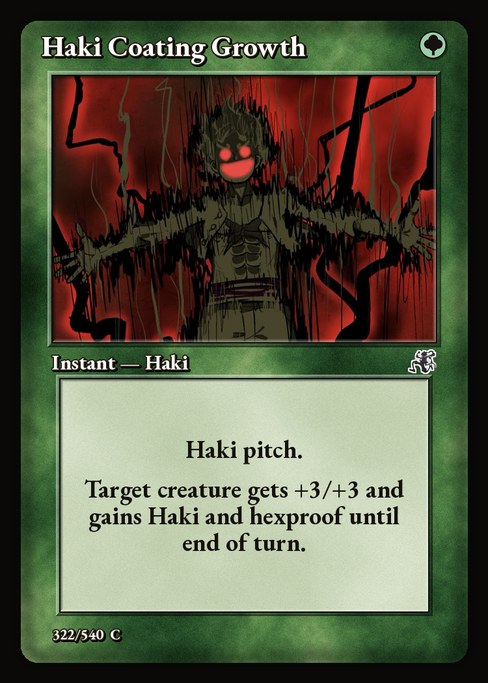 Haki Coating Growth
Instant — Haki
Haki pitch.
Target creature gets +3/+3 and
gains Haki and hexproof until
end of turn.
322/540 C